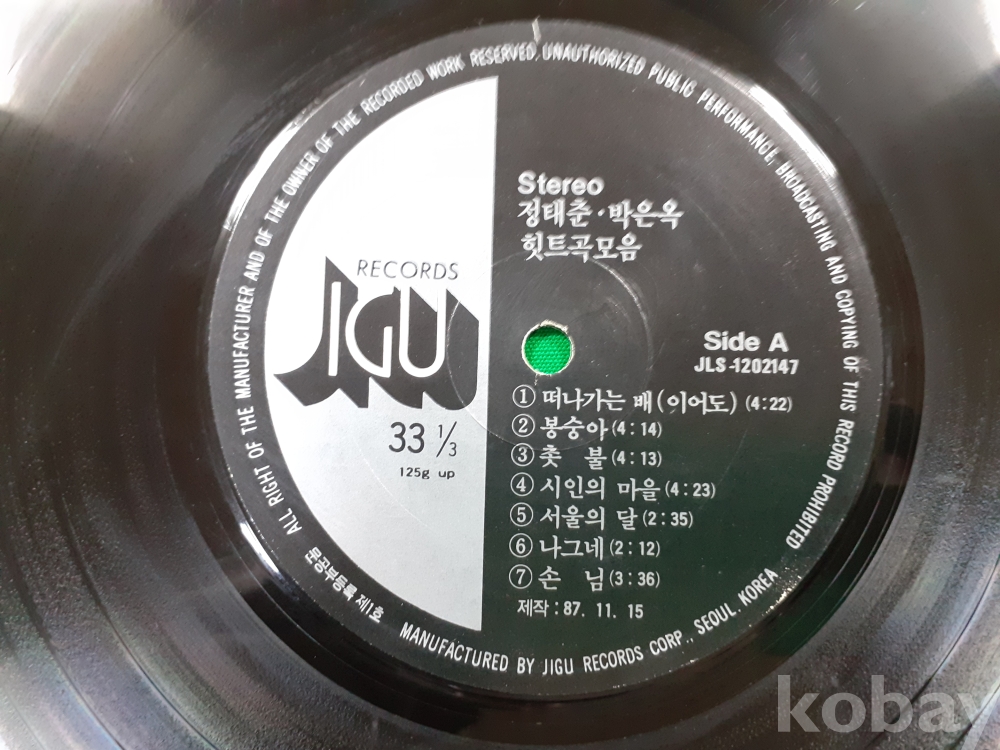 ALL RIGHT OF THE MANUFACTURER AND OF THE OWNER OF THE RECORDED WORK RESERVED. UNAUTHORIZED PUBLIC PERFORMANCE, BROADCASTING AND COPYING OF THIS RECORD PROHIBITED
Stereo
정태춘·박은옥
힛트곡모음
RECORDS
JIGU
33 1/3
125g up
Side A
JLS-1202147
① 떠나가는 배(이어도) (4:22)
② 봉숭아(4:14)
③ 촛 불(4:13)
④ 시인의 마을(4:23)
⑤ 서울의 달(2:35)
⑥ 나그네(2:12)
⑦ 손 님(3:36)
제작:87. 11. 15
문공부등록 제1호
MANUFACTURED BY JIGU RECORDS CORP., SEOUL. KOREA
kobay